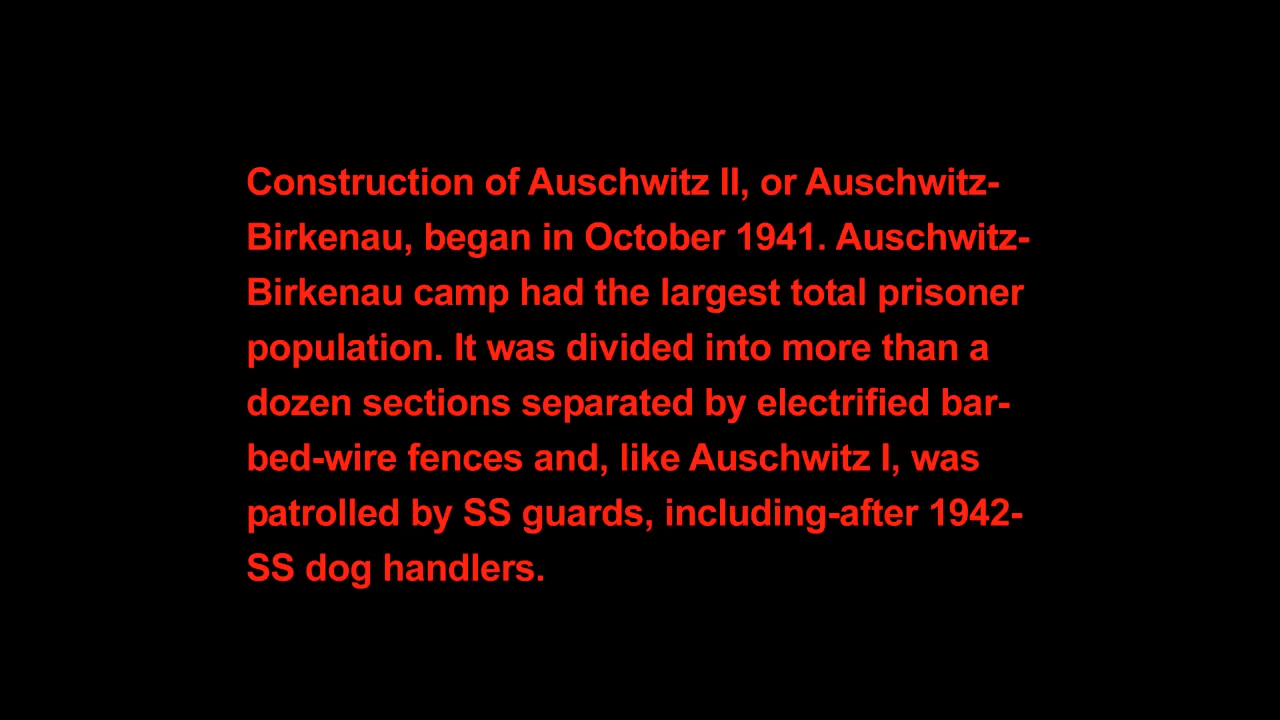 Construction of Auschwitz II, or Auschwitz-
Birkenau, began in October 1941. Auschwitz-
Birkenau camp had the largest total prisoner
population. It was divided into more than a
dozen sections separated by electrified bar-
bed-wire fences and, like Auschwitz I, was
patrolled by SS guards, including-after 1942-
SS dog handlers.